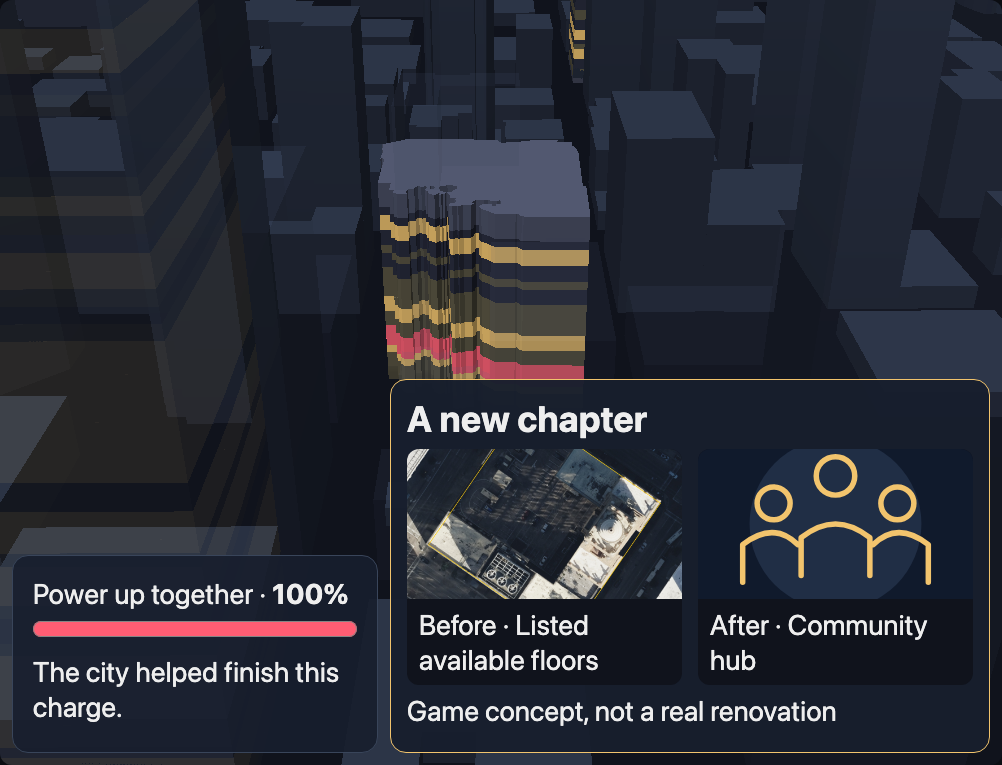 A new chapter
Before · Listed
available floors
After · Community
hub
Game concept, not a real renovation
Power up together · 100%
The city helped finish this
charge.